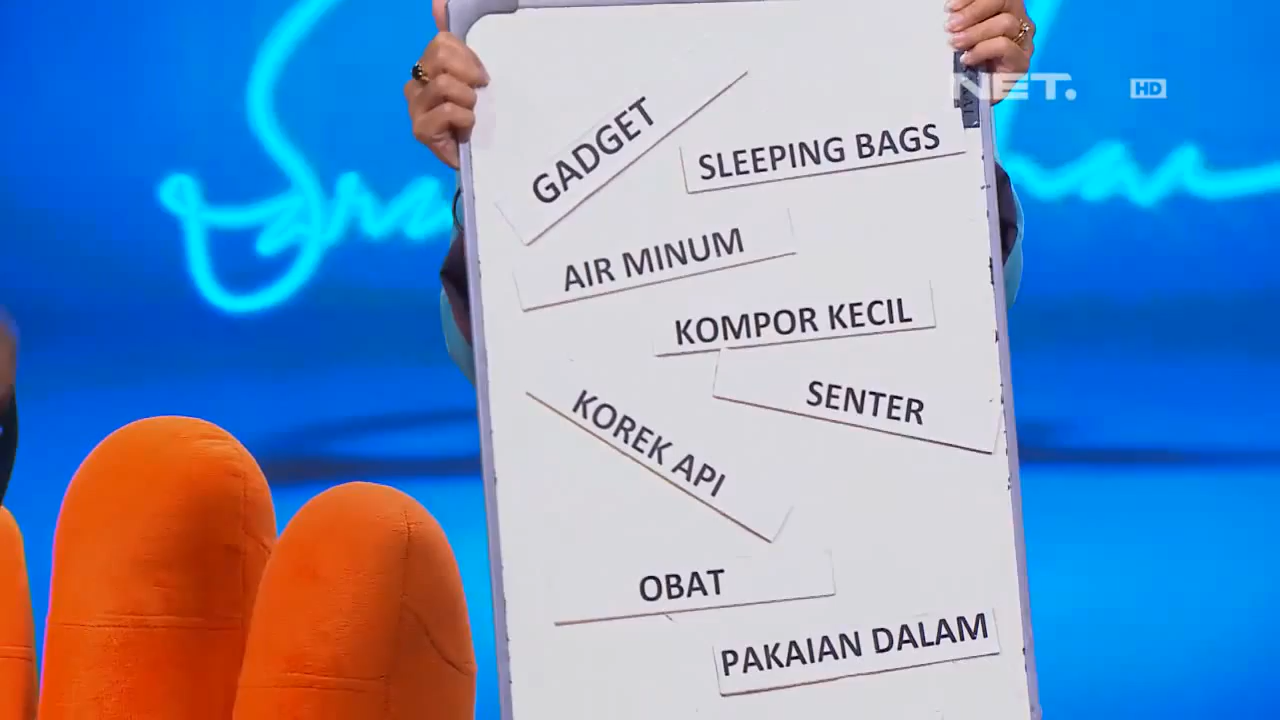 NET. HD
GADGET
SLEEPING BAGS
AIR MINUM
KOMPOR KECIL
SENTER
KOREK API
OBAT
PAKAIAN DALAM